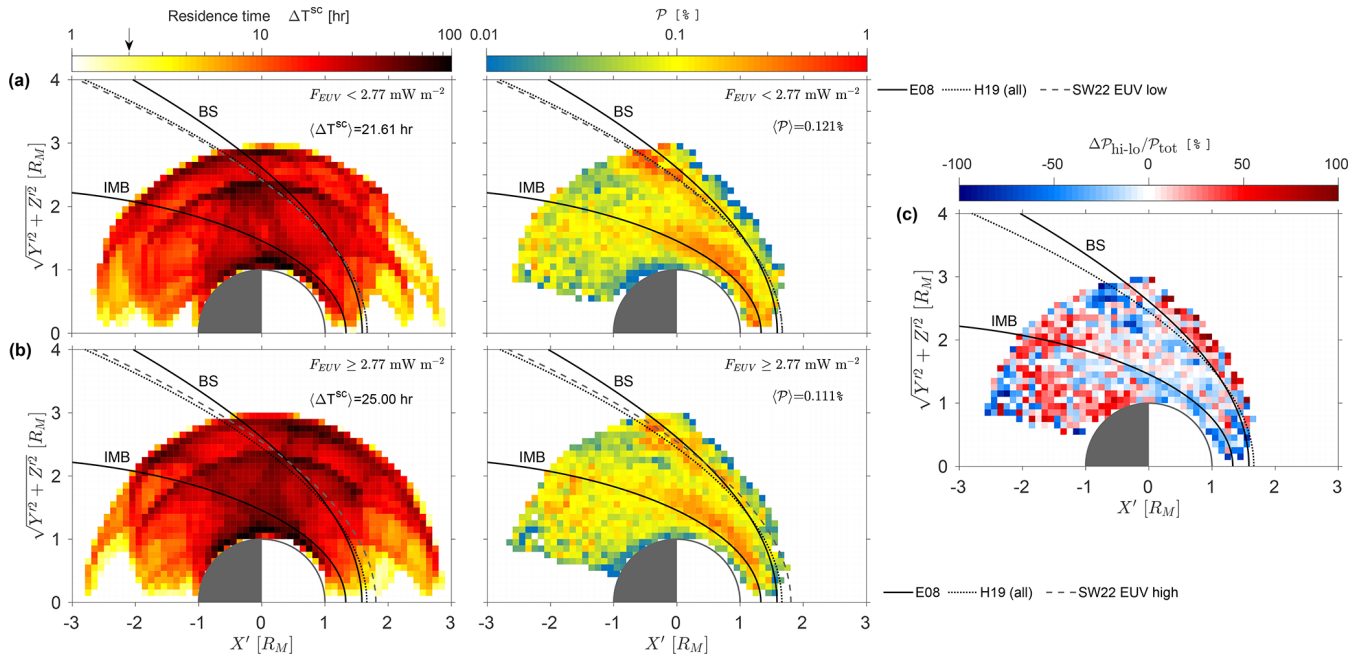 Residence time ΔT^sc [hr]
1 10 100
𝒫 [%]
0.01 0.1 1
(a)
F_EUV < 2.77 mW m⁻²
⟨ΔT^sc⟩=21.61 hr
BS
IMB
√Y′² + Z′² [R_M]
4
3
2
1
0
F_EUV < 2.77 mW m⁻²
⟨𝒫⟩=0.121%
BS
IMB
E08 H19 (all) SW22 EUV low
(b)
F_EUV ≥ 2.77 mW m⁻²
⟨ΔT^sc⟩=25.00 hr
BS
IMB
√Y′² + Z′² [R_M]
4
3
2
1
0
-3 -2 -1 0 1 2 3
X′ [R_M]
F_EUV ≥ 2.77 mW m⁻²
⟨𝒫⟩=0.111%
BS
IMB
-3 -2 -1 0 1 2 3
X′ [R_M]
Δ𝒫_hi-lo/𝒫_tot [%]
-100 -50 0 50 100
(c)
BS
IMB
√Y′² + Z′² [R_M]
4
3
2
1
0
-3 -2 -1 0 1 2 3
X′ [R_M]
E08 H19 (all) SW22 EUV high